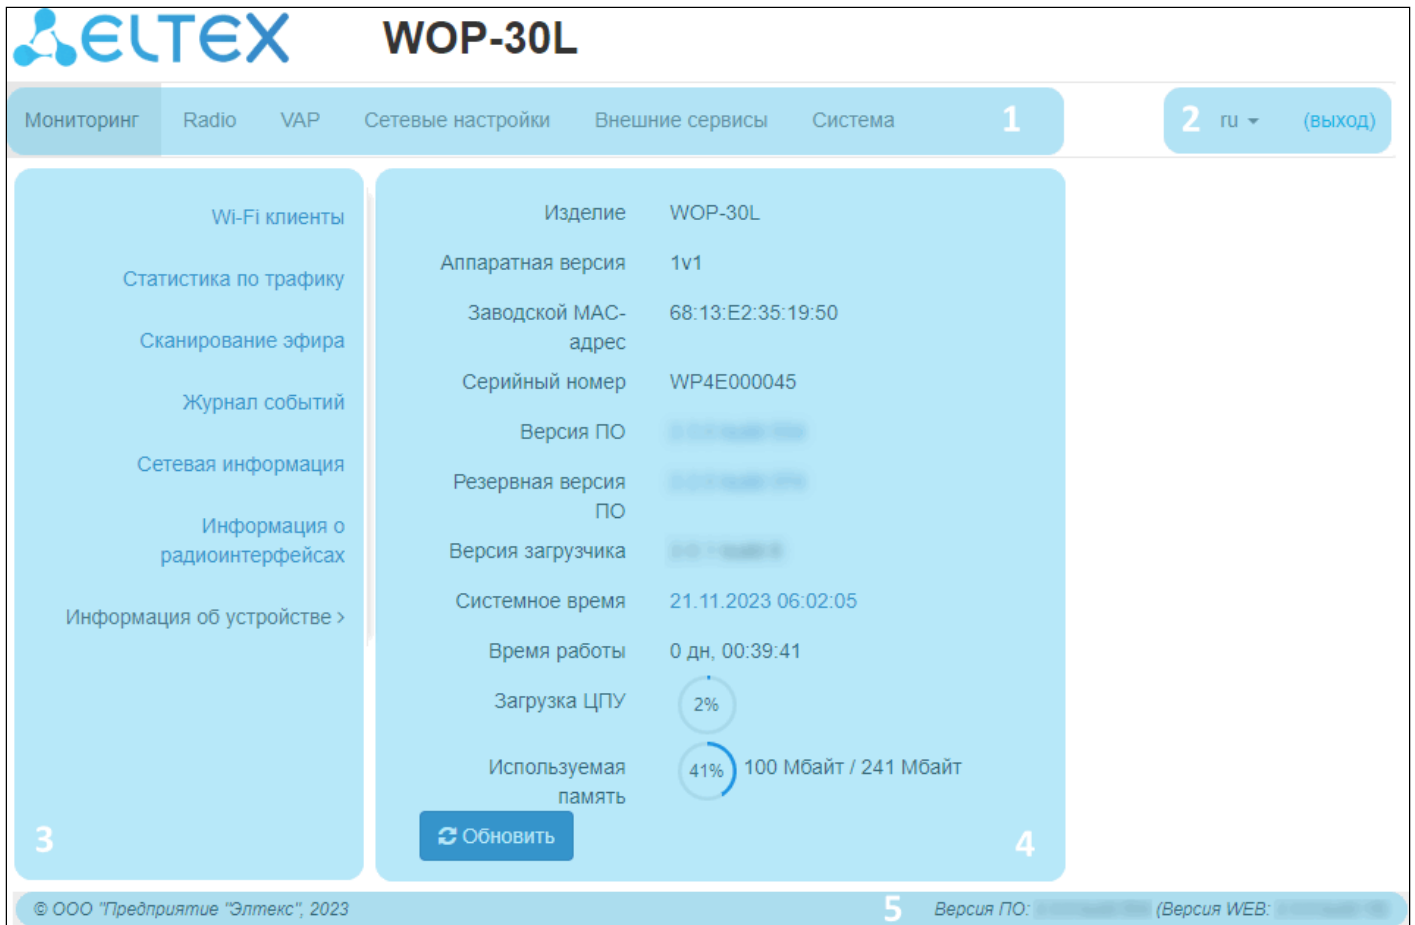 ELTEX WOP-30L
Мониторинг Radio VAP Сетевые настройки Внешние сервисы Система 1 2 ru (выход)
Wi-Fi клиенты
Статистика по трафику
Сканирование эфира
Журнал событий
Сетевая информация
Информация о
радиоинтерфейсах
Информация об устройстве >
3
Изделие WOP-30L
Аппаратная версия 1v1
Заводской MAC- 68:13:E2:35:19:50
адрес
Серийный номер WP4E000045
Версия ПО
Резервная версия
ПО
Версия загрузчика
Системное время 21.11.2023 06:02:05
Время работы 0 дн, 00:39:41
Загрузка ЦПУ 2%
Используемая 41% 100 Мбайт / 241 Мбайт
память
Обновить 4
© ООО "Предприятие "Элтекс", 2023 5 Версия ПО: (Версия WEB: